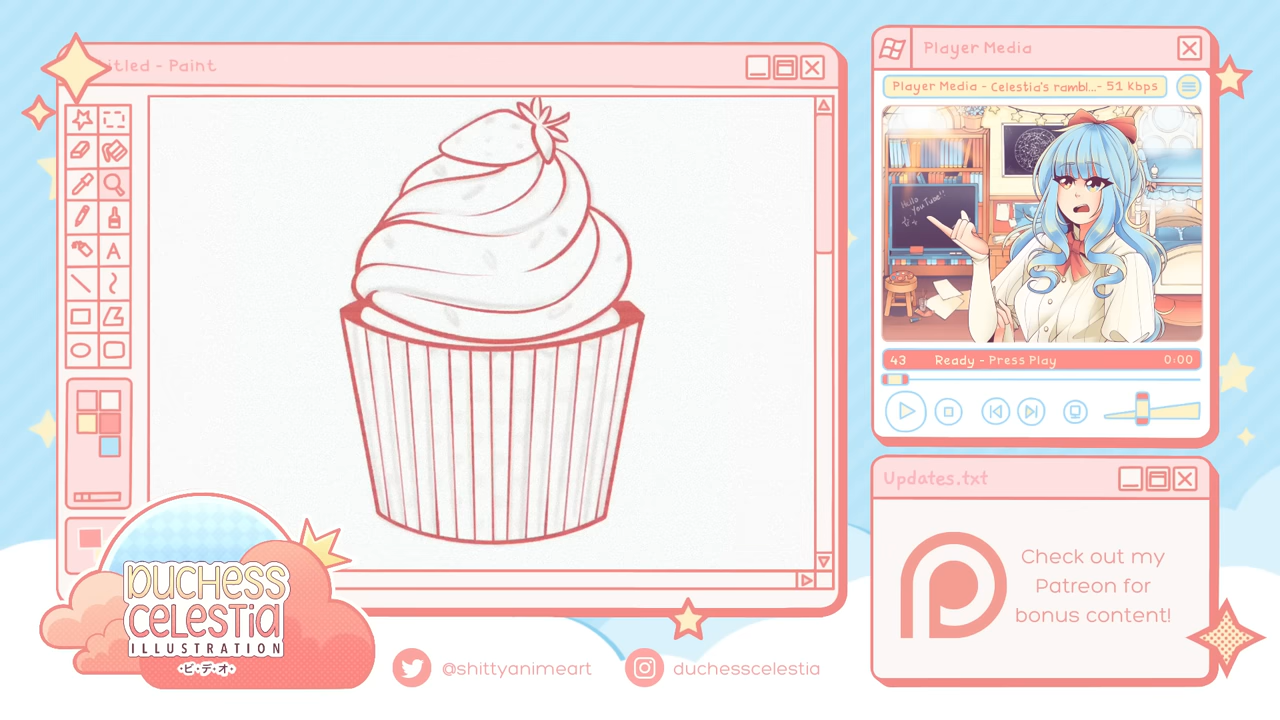 titled - Paint
A
Player Media
Player Media - Celestia's rambl...- 51 Kbps
Hello
YouTube!!
43 Ready - Press Play 0:00
Updates.txt
Check out my
Patreon for
bonus content!
DUCHESS
CELESTIA
ILLUSTRATION
・ビ・デ・オ・
@shittyanimeart duchesscelestia